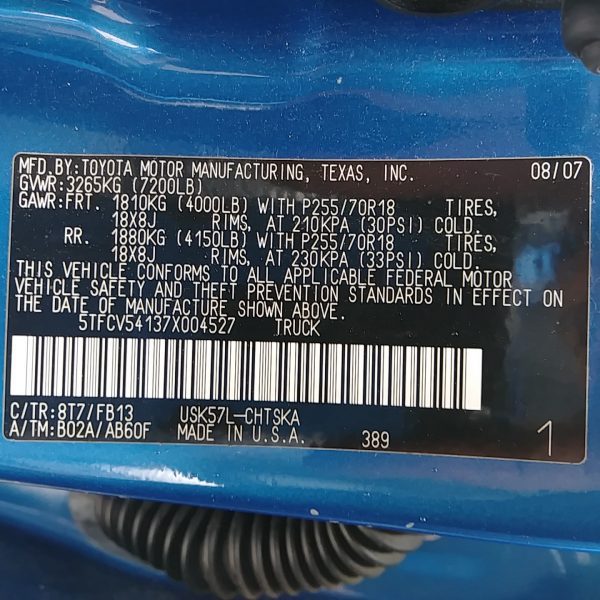 MFD.BY:TOYOTA MOTOR MANUFACTURING, TEXAS, INC. 08/07
GVWR:3265KG (7200LB)
GAWR:FRT. 1810KG (4000LB) WITH P255/70R18 TIRES,
18X8J RIMS, AT 210KPA (30PSI) COLD.
RR. 1880KG (4150LB) WITH P255/70R18 TIRES,
18X8J RIMS, AT 230KPA (33PSI) COLD.
THIS VEHICLE CONFORMS TO ALL APPLICABLE FEDERAL MOTOR
VEHICLE SAFETY AND THEFT PREVENTION STANDARDS IN EFFECT ON
THE DATE OF MANUFACTURE SHOWN ABOVE.
5TFCV54137X004527 TRUCK
C/TR:8T7/FB13 USK57L-CHTSKA
A/TM:B02A/AB60F MADE IN U.S.A. 389 1